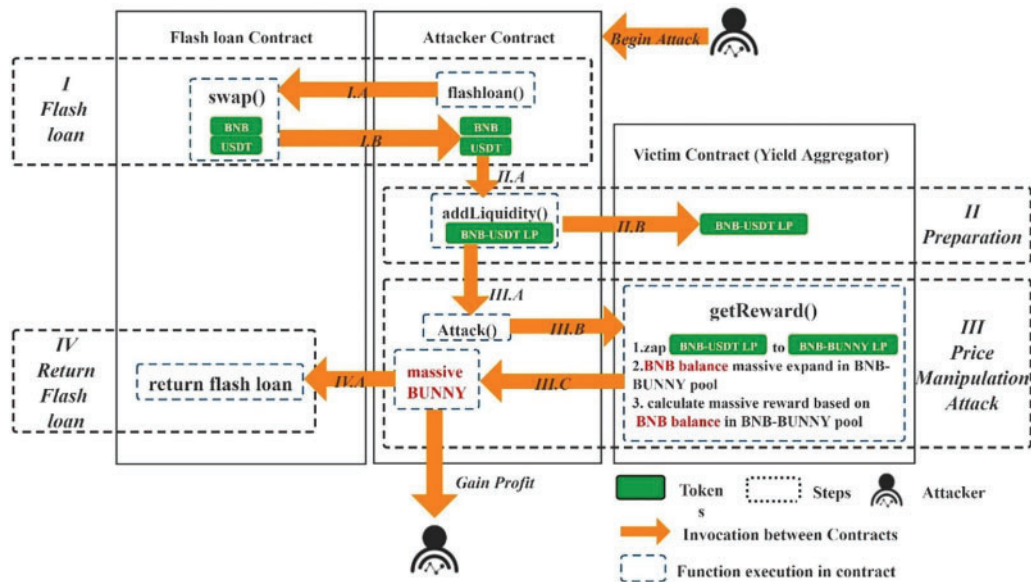 Flash loan Contract
Attacker Contract
Begin Attack
I
Flash
loan
swap()
BNB
USDT
I.A
flashloan()
I.B
BNB
USDT
Victim Contract (Yield Aggregator)
II.A
addLiquidity()
BNB-USDT LP
II.B
BNB-USDT LP
II
Preparation
III.A
Attack()
III.B
getReward()
1.zap BNB-USDT LP to BNB-BUNNY LP
2.BNB balance massive expand in BNB-
BUNNY pool
3. calculate massive reward based on
BNB balance in BNB-BUNNY pool
III
Price
Manipulation
Attack
IV
Return
Flash
loan
return flash loan
IV.A
massive
BUNNY
III.C
Gain Profit
Token
s
Steps
Attacker
Invocation between Contracts
Function execution in contract